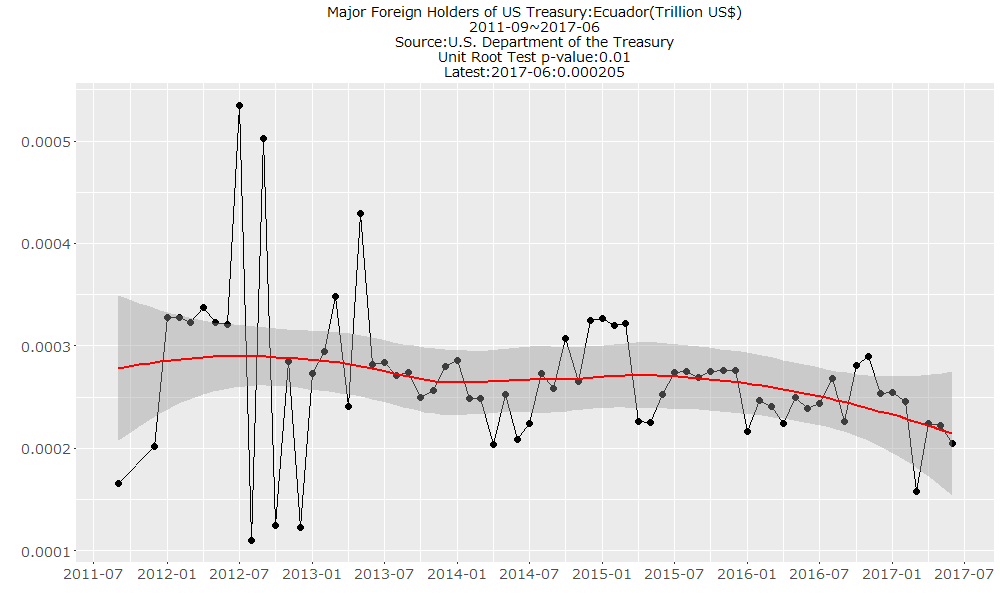 Major Foreign Holders of US Treasury:Ecuador(Trillion US$)
2011-09~2017-06
Source:U.S. Department of the Treasury
Unit Root Test p-value:0.01
Latest:2017-06:0.000205
0.0005
0.0004
0.0003
0.0002
0.0001
2011-07 2012-01 2012-07 2013-01 2013-07 2014-01 2014-07 2015-01 2015-07 2016-01 2016-07 2017-01 2017-07